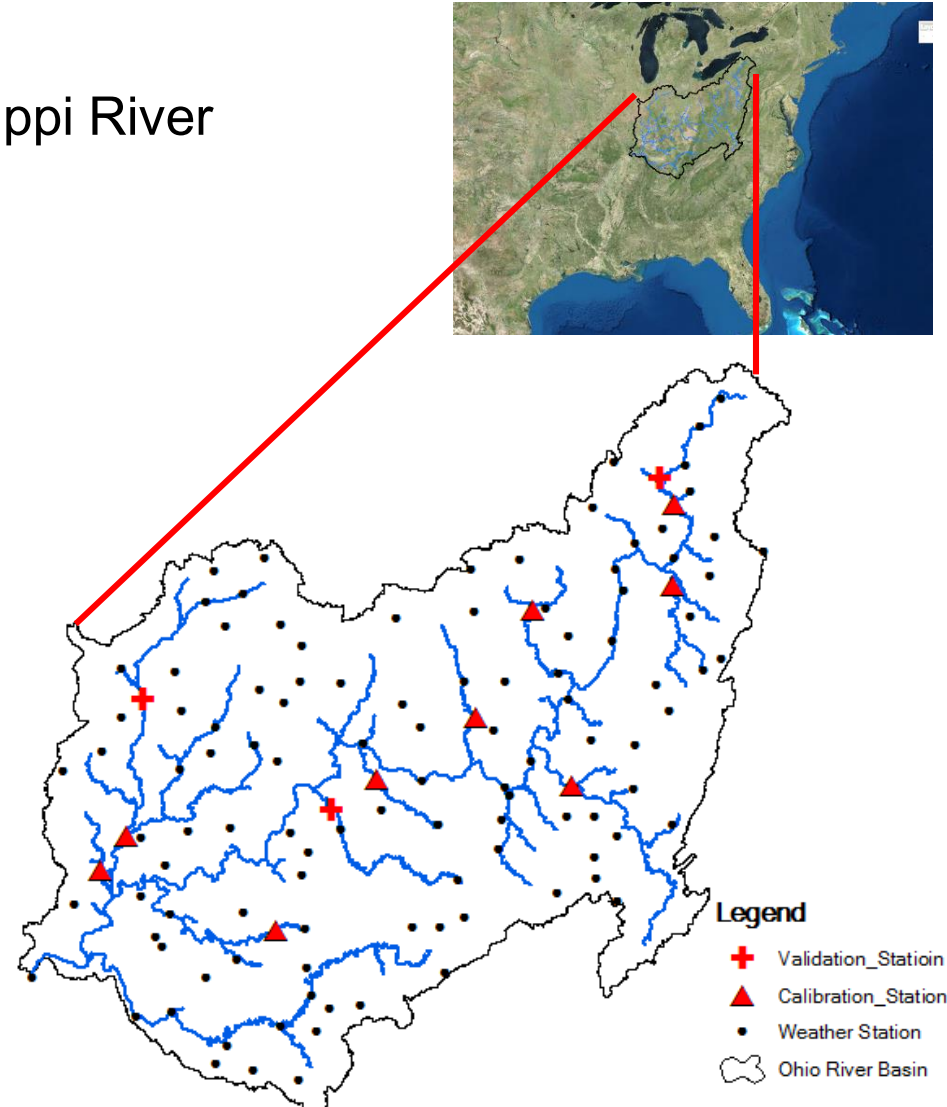 ppi River
Legend
Validation_Statioin
Calibration_Station
Weather Station
Ohio River Basin